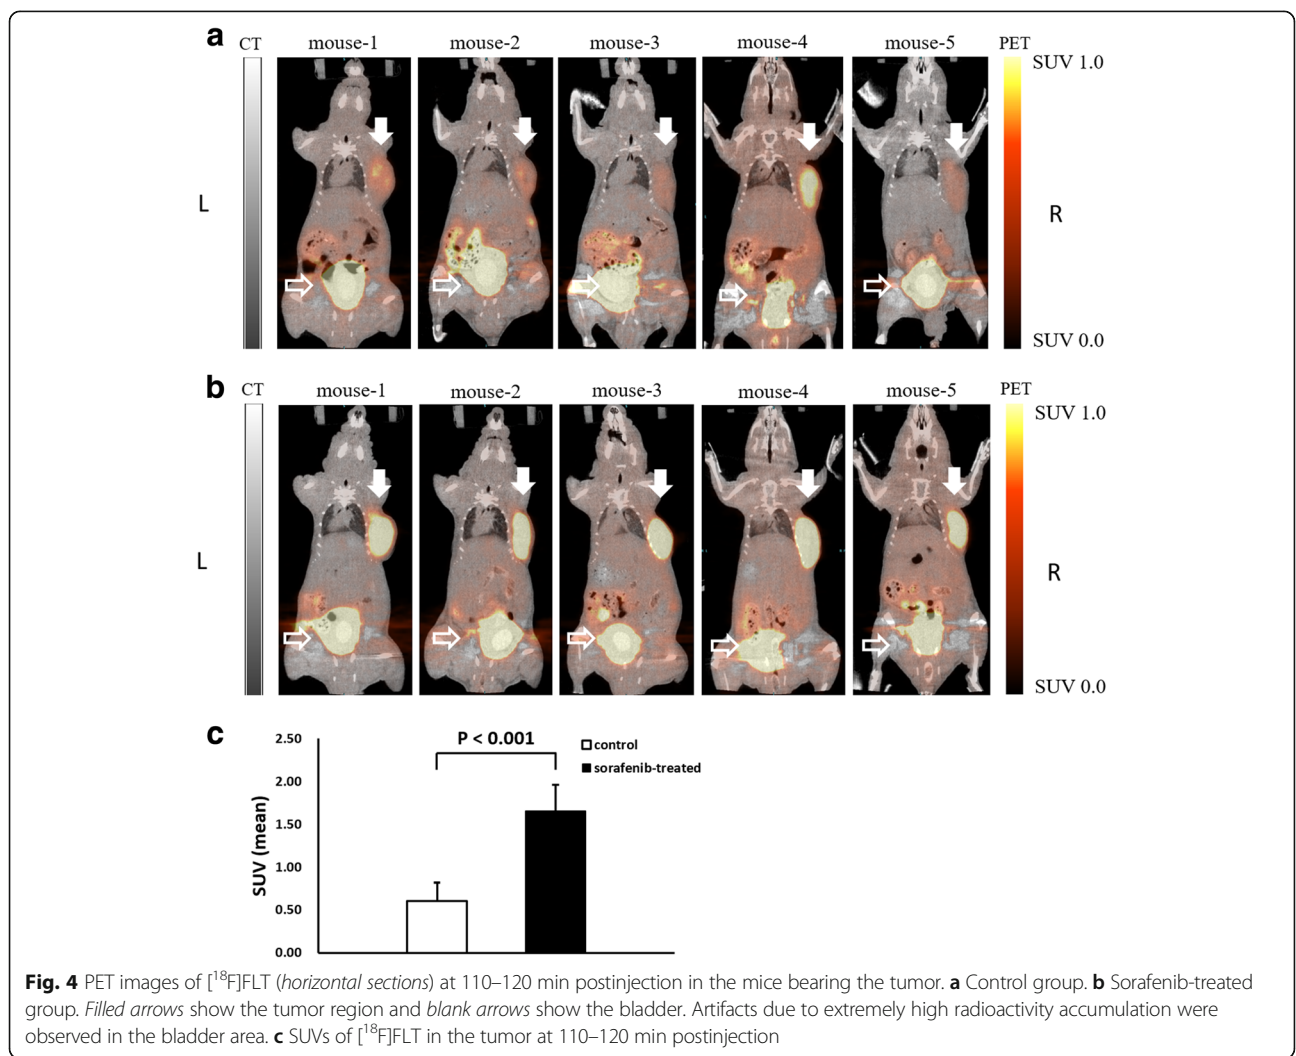 a
CT mouse-1 mouse-2 mouse-3 mouse-4 mouse-5 PET
SUV 1.0
L
R
SUV 0.0
b
CT mouse-1 mouse-2 mouse-3 mouse-4 mouse-5 PET
SUV 1.0
L
R
SUV 0.0
c
2.50
2.00
1.50
1.00
0.50
0.00
SUV (mean)
P < 0.001
control
sorafenib-treated
Fig. 4 PET images of [18F]FLT (horizontal sections) at 110–120 min postinjection in the mice bearing the tumor. a Control group. b Sorafenib-treated
group. Filled arrows show the tumor region and blank arrows show the bladder. Artifacts due to extremely high radioactivity accumulation were
observed in the bladder area. c SUVs of [18F]FLT in the tumor at 110–120 min postinjection